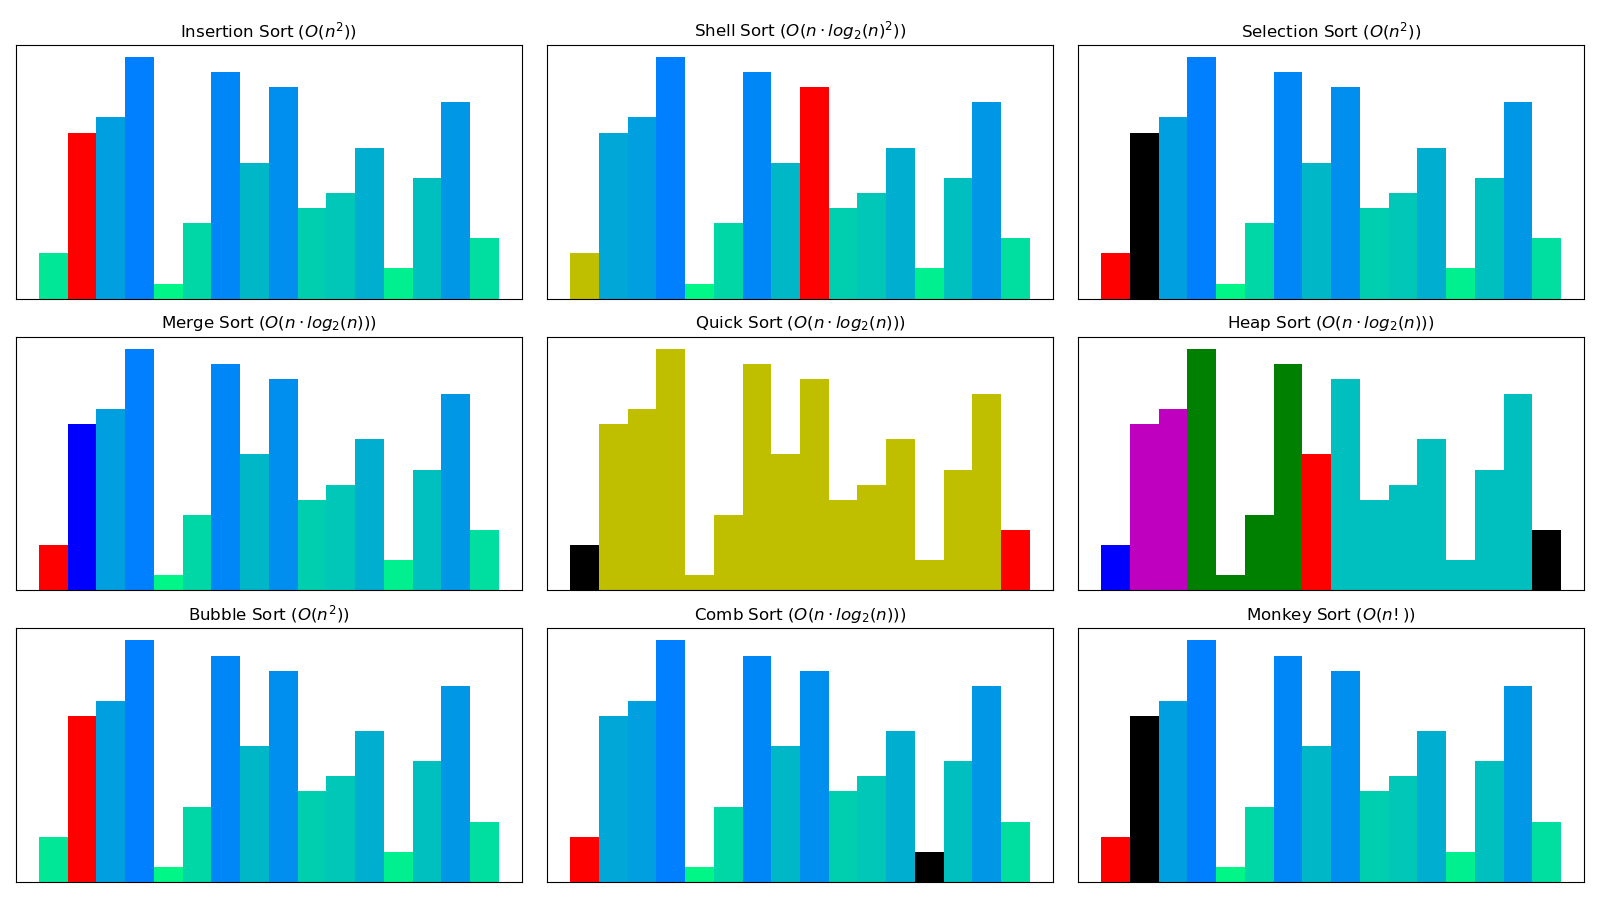 Insertion Sort (O(n²))
Shell Sort (O(n · log₂(n)²))
Selection Sort (O(n²))
Merge Sort (O(n · log₂(n)))
Quick Sort (O(n · log₂(n)))
Heap Sort (O(n · log₂(n)))
Bubble Sort (O(n²))
Comb Sort (O(n · log₂(n)))
Monkey Sort (O(n!))